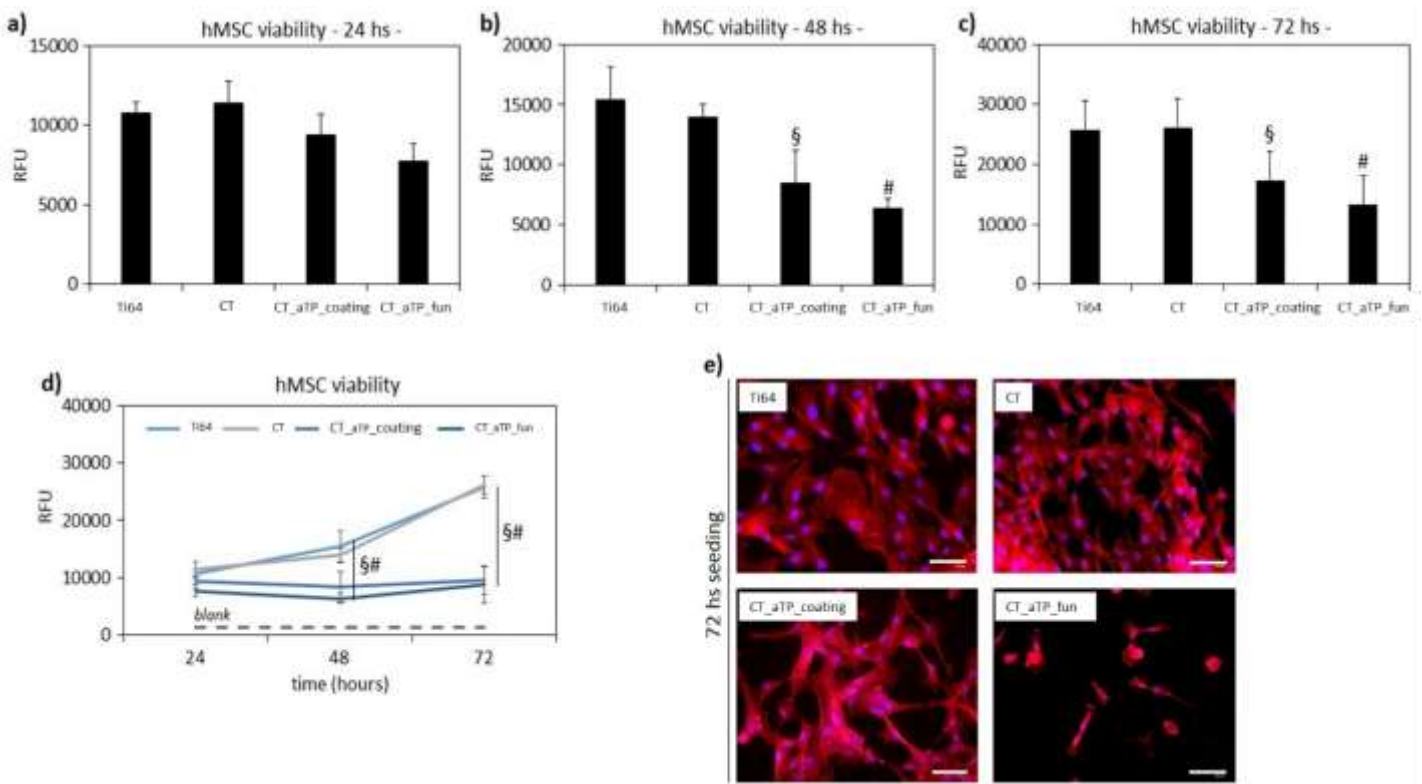 a)
hMSC viability - 24 hs -
15000
10000
5000
0
RFU
Ti64
CT
CT_aTP_coating
CT_aTP_fun
b)
hMSC viability - 48 hs -
20000
15000
10000
5000
0
RFU
§
#
Ti64
CT
CT_aTP_coating
CT_aTP_fun
c)
hMSC viability - 72 hs -
40000
30000
20000
10000
0
RFU
§
#
Ti64
CT
CT_aTP_coating
CT_aTP_fun
d)
hMSC viability
40000
30000
20000
10000
0
RFU
Ti64
CT
CT_aTP_coating
CT_aTP_fun
§#
§#
blank
24
48
72
time (hours)
e)
72 hs seeding
Ti64
CT
CT_aTP_coating
CT_aTP_fun